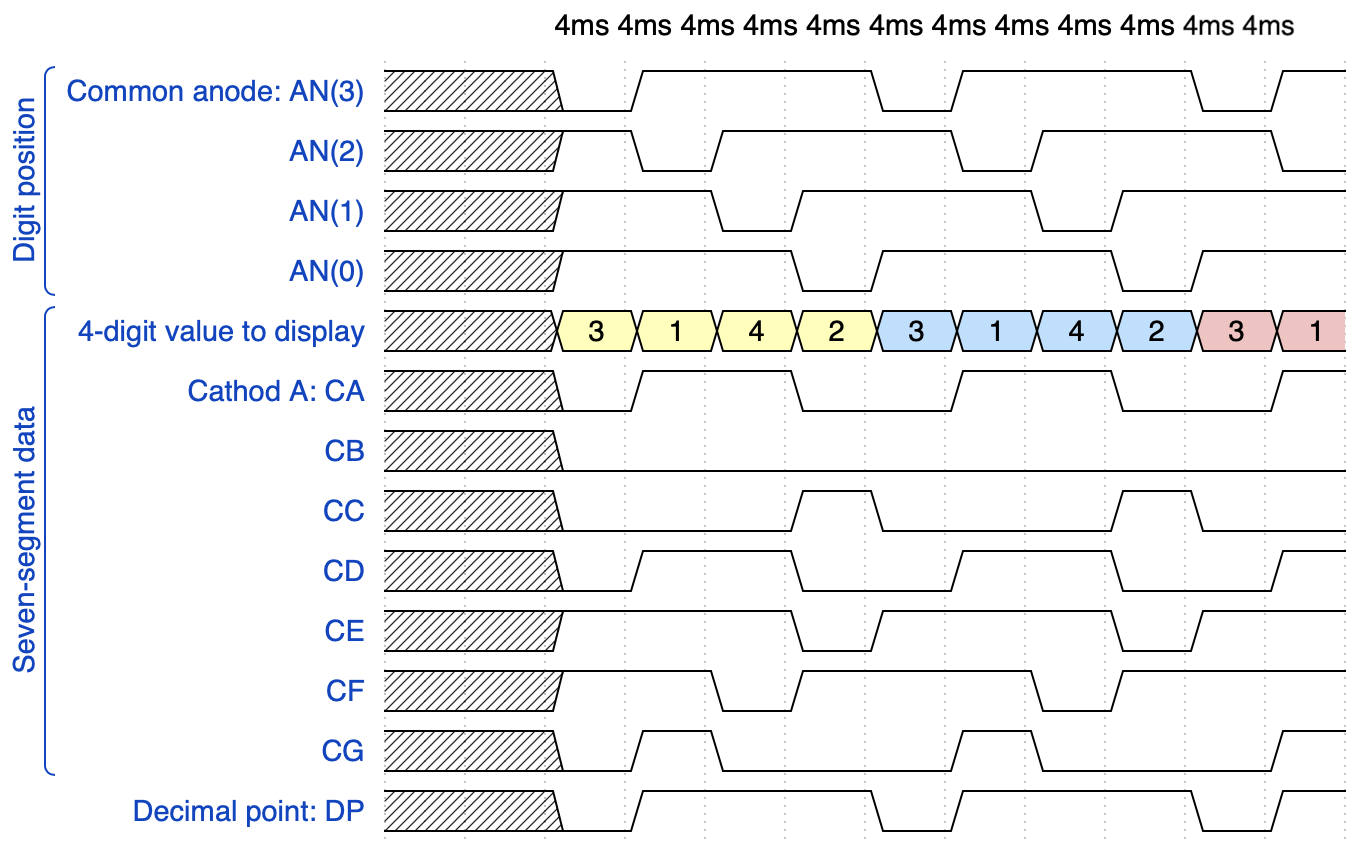 4ms 4ms 4ms 4ms 4ms 4ms 4ms 4ms 4ms 4ms 4ms 4ms
Digit position
Common anode: AN(3)
AN(2)
AN(1)
AN(0)
Seven-segment data
4-digit value to display 3 1 4 2 3 1 4 2 3 1
Cathod A: CA
CB
CC
CD
CE
CF
CG
Decimal point: DP